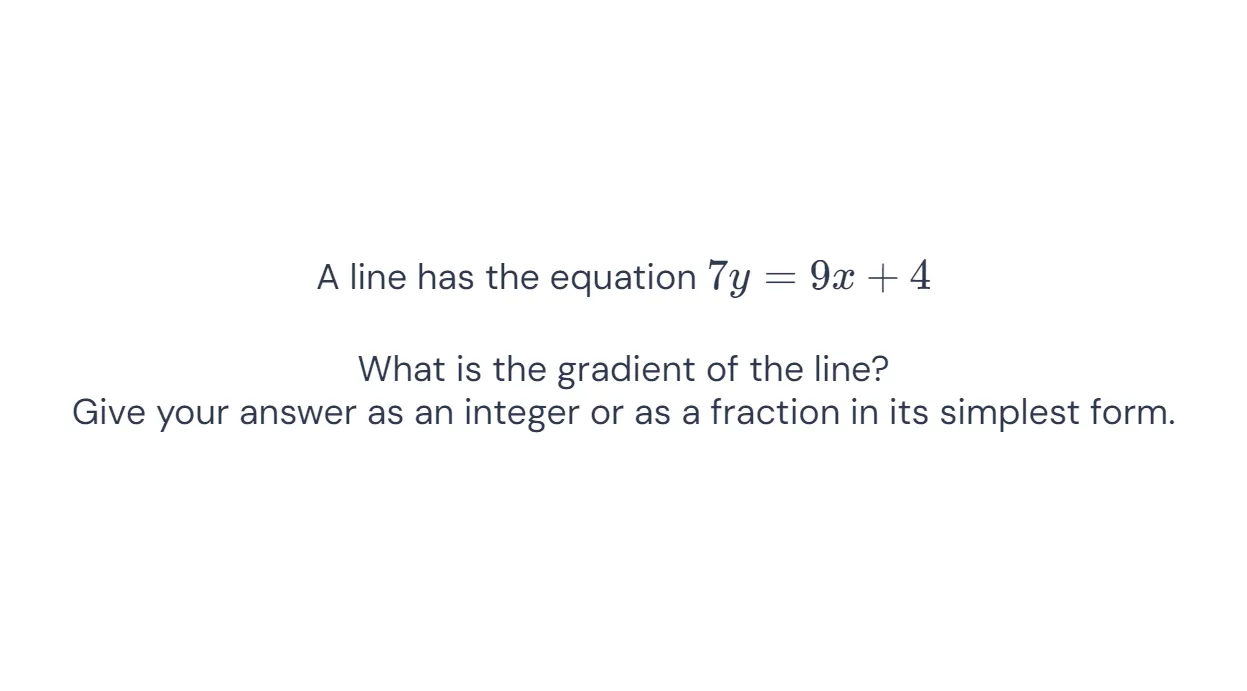 A line has the equation 7y = 9x + 4
What is the gradient of the line?
Give your answer as an integer or as a fraction in its simplest form.